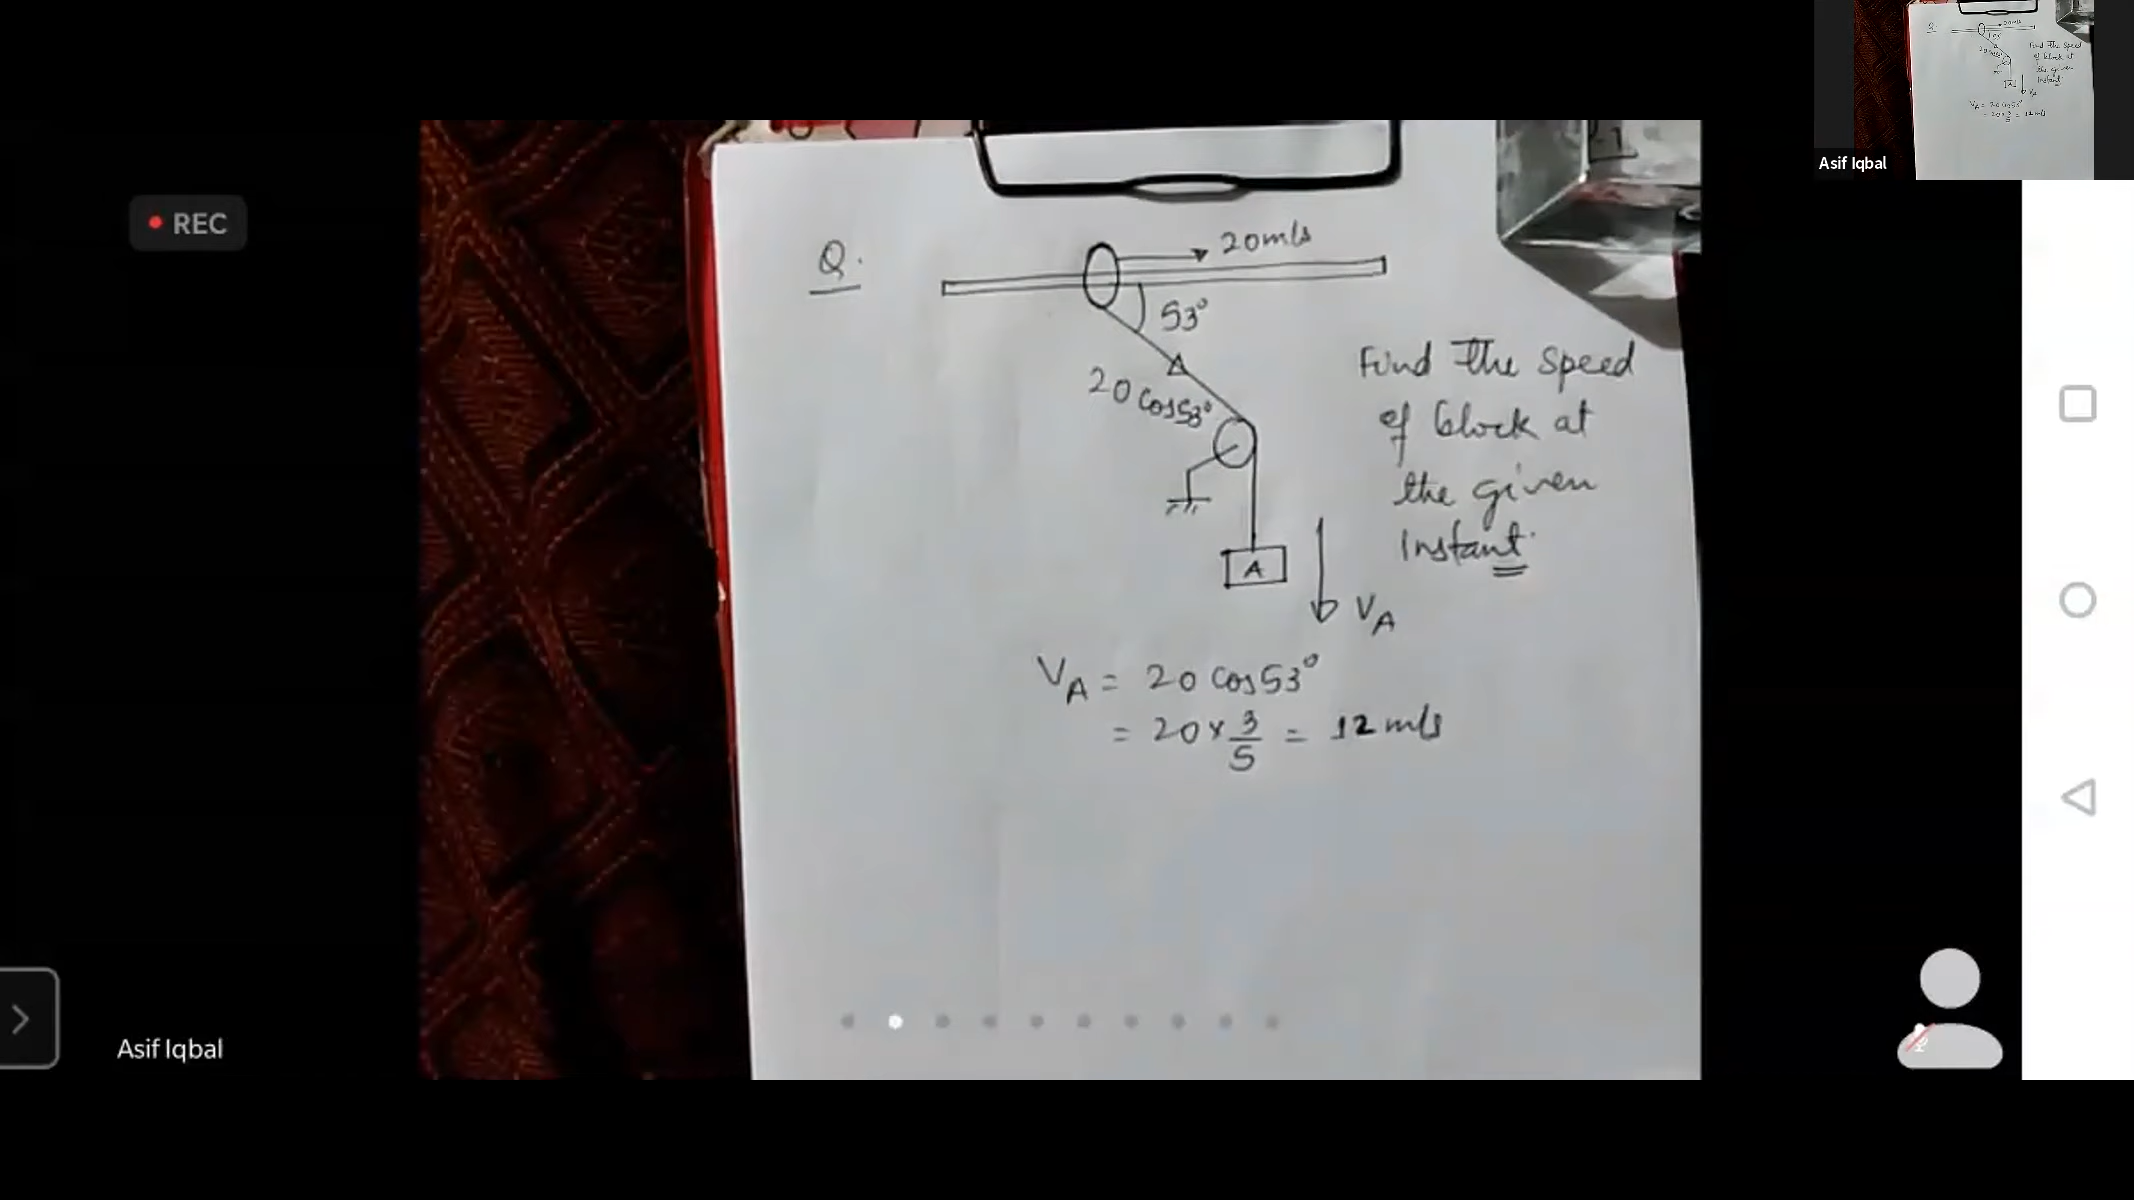 REC
Asif Iqbal
Q.
20m/s
53°
20 cos53°
Find The Speed
of block at
the given
instant.
A
VA
VA = 20 cos53°
= 20 × 3/5 = 12 m/s
Asif Iqbal